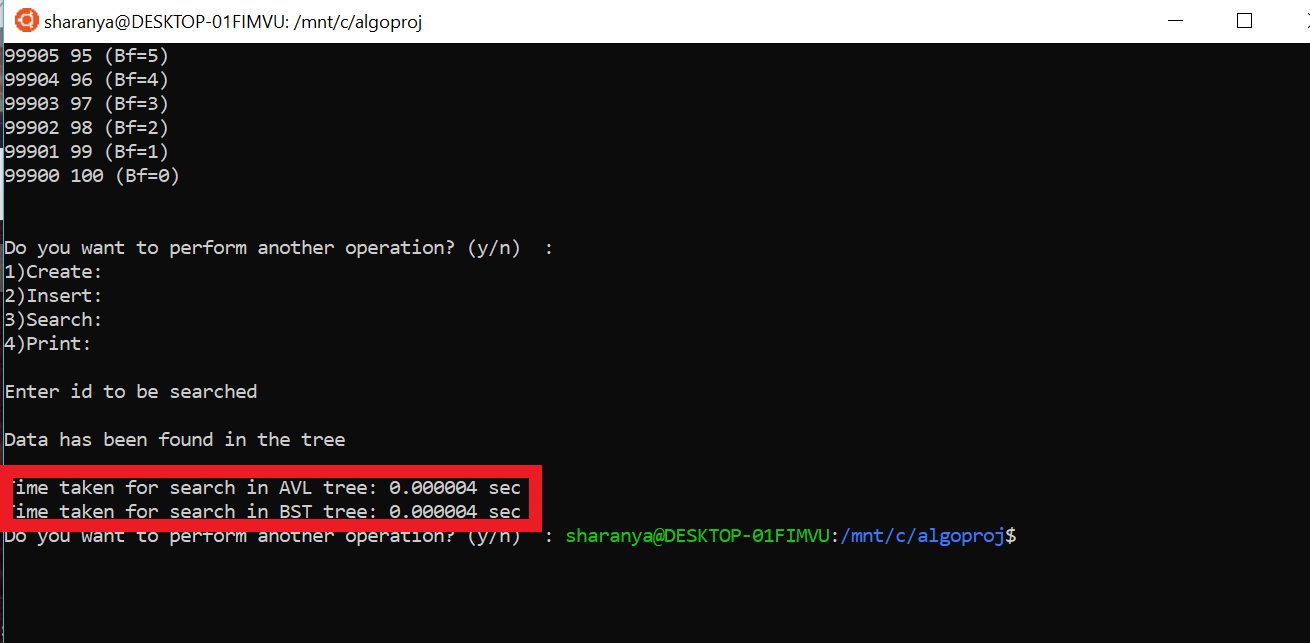 sharanya@DESKTOP-01FIMVU: /mnt/c/algoproj
99905 95 (Bf=5)
99904 96 (Bf=4)
99903 97 (Bf=3)
99902 98 (Bf=2)
99901 99 (Bf=1)
99900 100 (Bf=0)
Do you want to perform another operation? (y/n)  :
1)Create:
2)Insert:
3)Search:
4)Print:
Enter id to be searched
Data has been found in the tree
Time taken for search in AVL tree: 0.000004 sec
Time taken for search in BST tree: 0.000004 sec
Do you want to perform another operation? (y/n)  : sharanya@DESKTOP-01FIMVU:/mnt/c/algoproj$